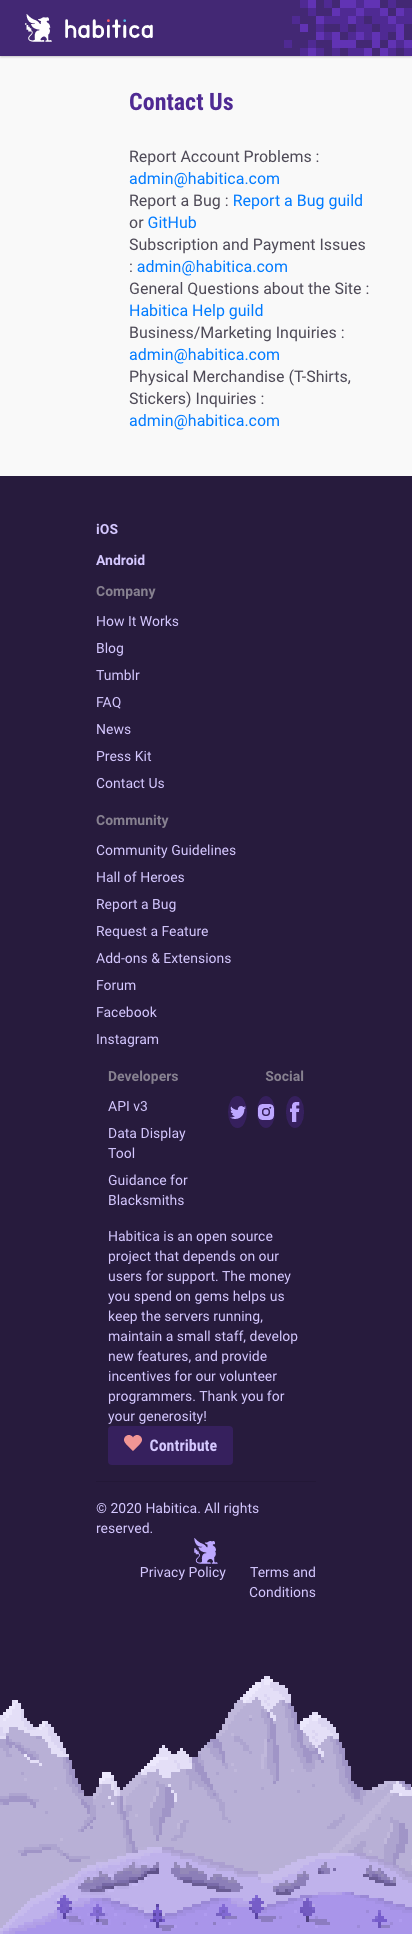 habitica
Contact Us
Report Account Problems :
admin@habitica.com
Report a Bug : Report a Bug guild
or GitHub
Subscription and Payment Issues
: admin@habitica.com
General Questions about the Site :
Habitica Help guild
Business/Marketing Inquiries :
admin@habitica.com
Physical Merchandise (T-Shirts,
Stickers) Inquiries :
admin@habitica.com
iOS
Android
Company
How It Works
Blog
Tumblr
FAQ
News
Press Kit
Contact Us
Community
Community Guidelines
Hall of Heroes
Report a Bug
Request a Feature
Add-ons & Extensions
Forum
Facebook
Instagram
Developers
API v3
Data Display
Tool
Guidance for
Blacksmiths
Social
Habitica is an open source
project that depends on our
users for support. The money
you spend on gems helps us
keep the servers running,
maintain a small staff, develop
new features, and provide
incentives for our volunteer
programmers. Thank you for
your generosity!
Contribute
© 2020 Habitica. All rights
reserved.
Privacy Policy
Terms and
Conditions